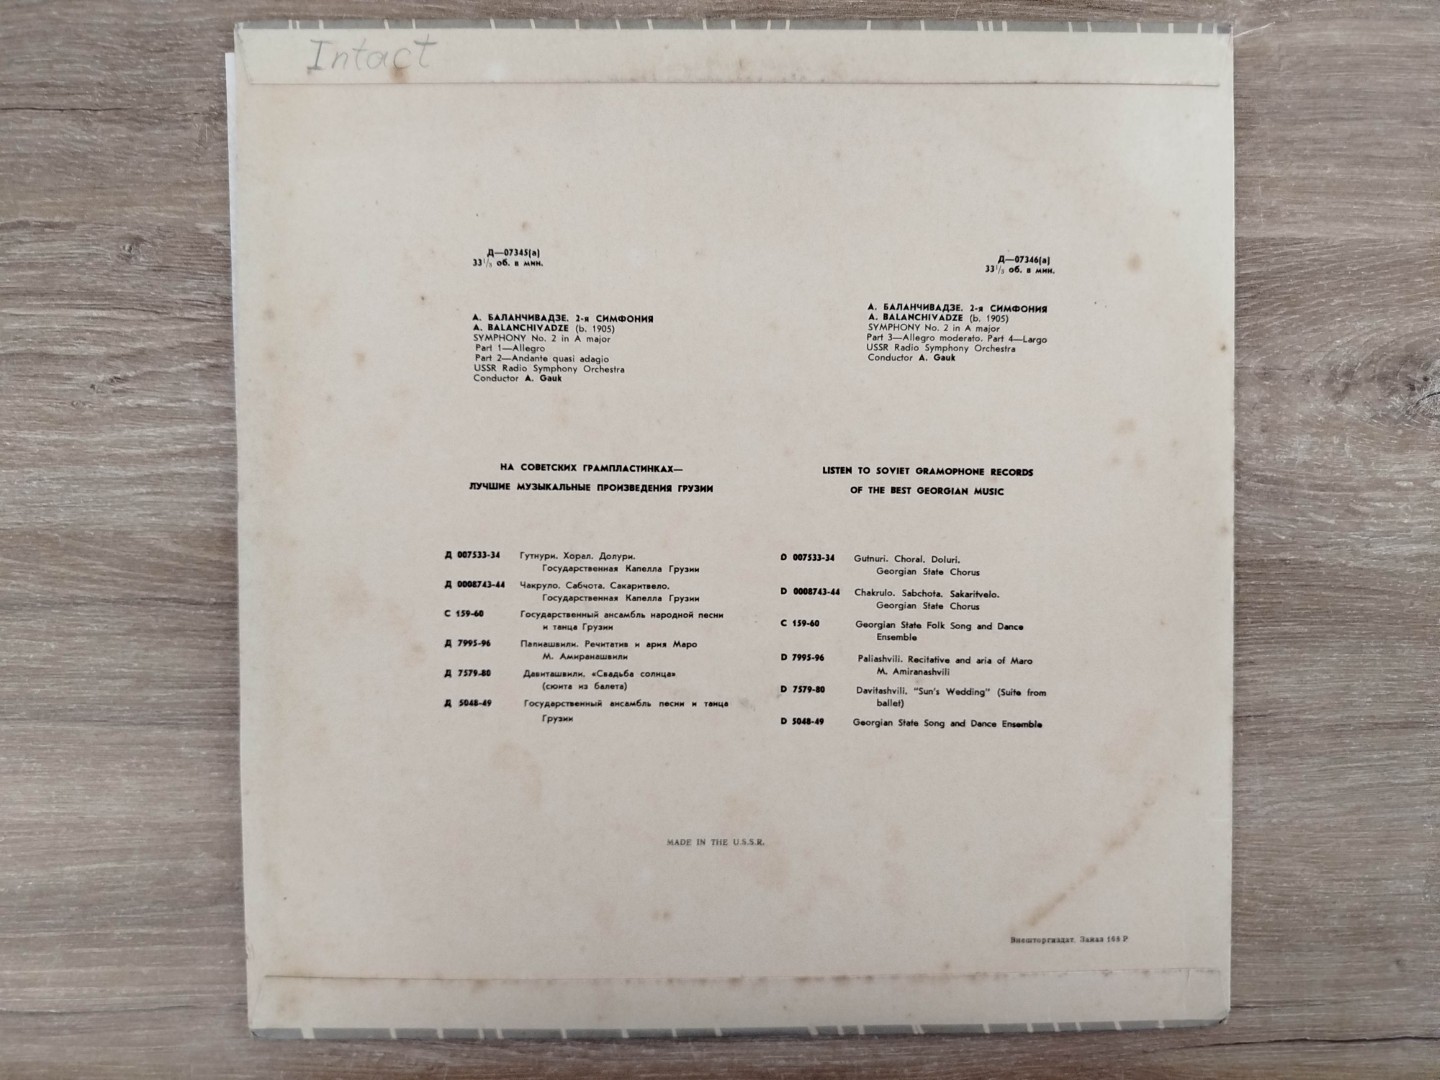 Intact
Д—07345(а)
33 1/3 об. в мин.
А. БАЛАНЧИВАДЗЕ. 2-я СИМФОНИЯ
A. BALANCHIVADZE (b. 1905)
SYMPHONY No. 2 in A major
Part 1—Allegro
Part 2—Andante quasi adagio
USSR Radio Symphony Orchestra
Conductor A. Gauk
Д—07346(а)
33 1/3 об. в мин.
А. БАЛАНЧИВАДЗЕ. 2-я СИМФОНИЯ
A. BALANCHIVADZE (b. 1905)
SYMPHONY No. 2 in A major
Part 3—Allegro moderato. Part 4—Largo
USSR Radio Symphony Orchestra
Conductor A. Gauk
НА СОВЕТСКИХ ГРАМПЛАСТИНКАХ—
ЛУЧШИЕ МУЗЫКАЛЬНЫЕ ПРОИЗВЕДЕНИЯ ГРУЗИИ
Д 007533-34 Гутнури. Хорал. Долури.
Государственная Капелла Грузии
Д 0008743-44 Чакруло. Сабчота. Сакаритвело.
Государственная Капелла Грузии
С 159-60 Государственный ансамбль народной песни
и танца Грузии
Д 7995-96 Палиашвили. Речитатив и ария Маро
М. Амиранашвили
Д 7579-80 Давиташвили. «Свадьба солнца»
(сюита из балета)
Д 5048-49 Государственный ансамбль песни и танца
Грузии
LISTEN TO SOVIET GRAMOPHONE RECORDS
OF THE BEST GEORGIAN MUSIC
D 007533-34 Gutnuri. Choral. Doluri.
Georgian State Chorus
D 0008743-44 Chakrulo. Sabchota. Sakaritvelo.
Georgian State Chorus
C 159-60 Georgian State Folk Song and Dance
Ensemble
D 7995-96 Paliashvili. Recitative and aria of Maro
M. Amiranashvili
D 7579-80 Davitashvili. "Sun's Wedding" (Suite from
ballet)
D 5048-49 Georgian State Song and Dance Ensemble
MADE IN THE U.S.S.R.
Внешторгиздат. Заказ 168 Р